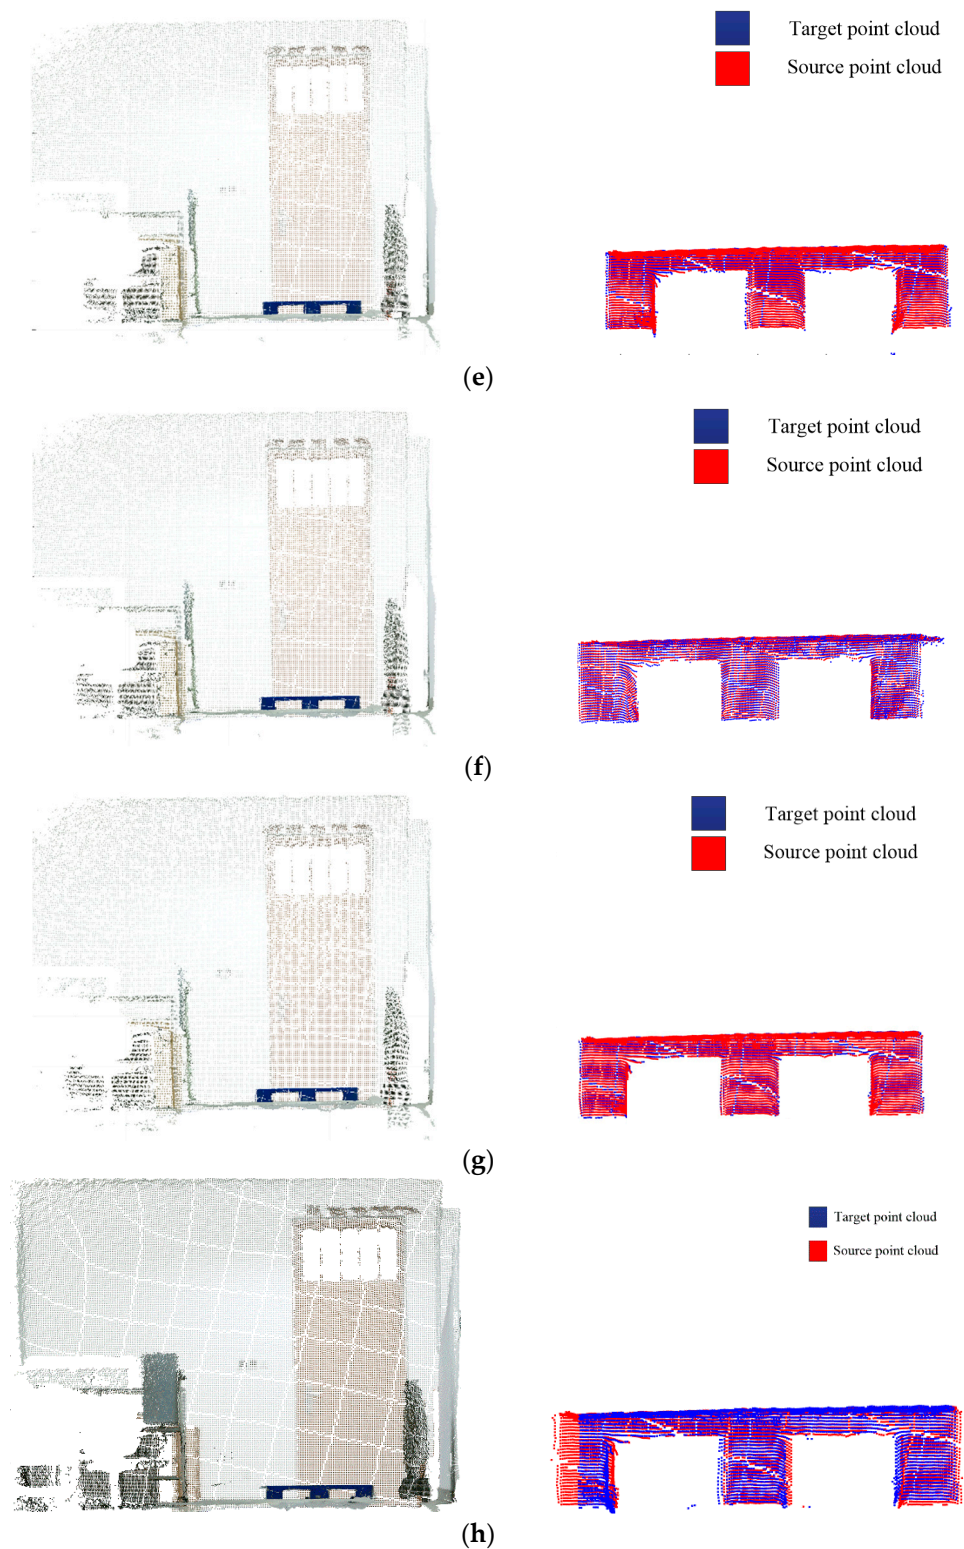 Target point cloud
Source point cloud
(e)
Target point cloud
Source point cloud
(f)
Target point cloud
Source point cloud
(g)
Target point cloud
Source point cloud
(h)